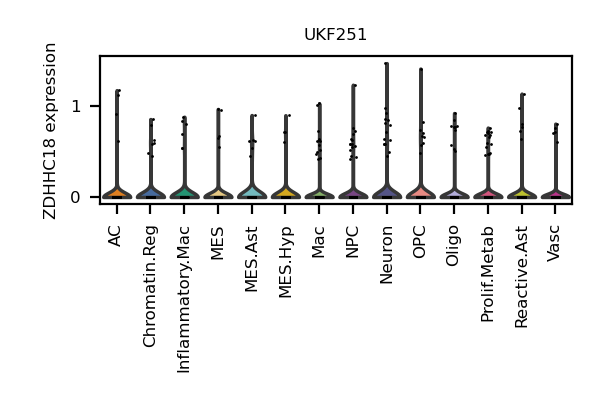 UKF251
ZDHHC18 expression
1
0
AC
Chromatin.Reg
Inflammatory.Mac
MES
MES.Ast
MES.Hyp
Mac
NPC
Neuron
OPC
Oligo
Prolif.Metab
Reactive.Ast
Vasc